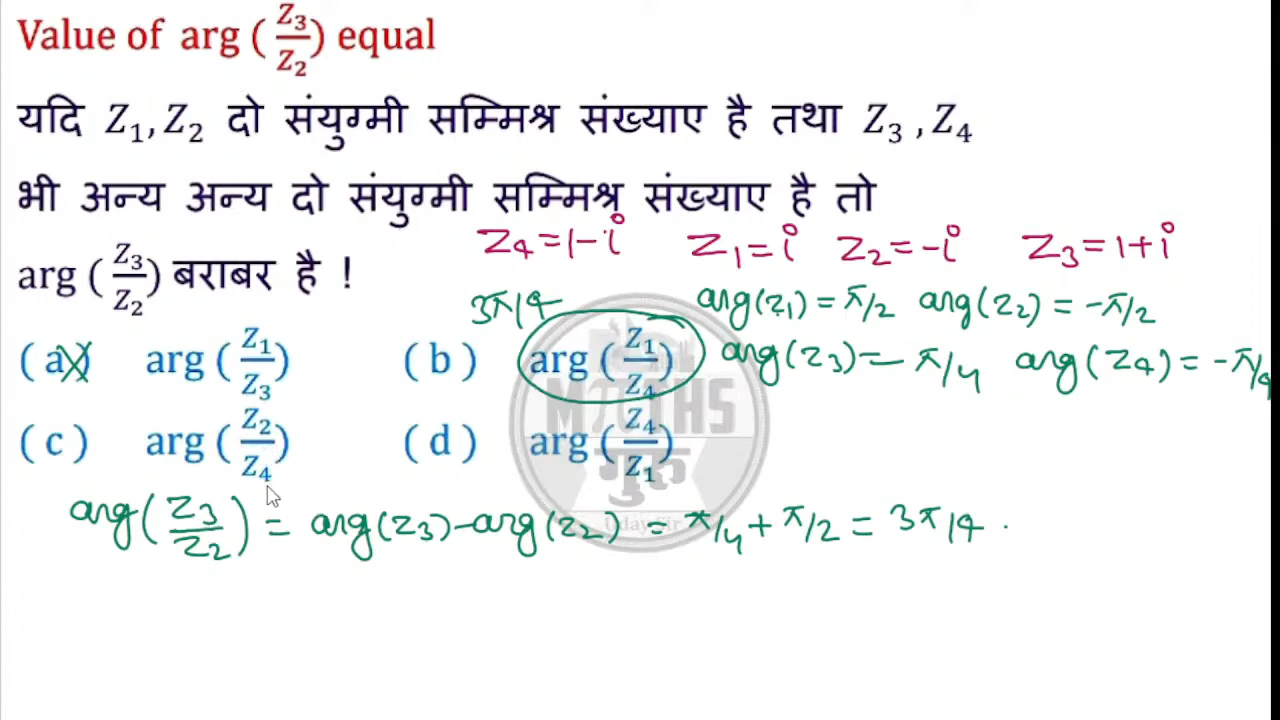 Value of arg (Z₃/Z₂) equal
यदि Z₁, Z₂ दो संयुग्मी सम्मिश्र संख्याए है तथा Z₃ , Z₄
भी अन्य अन्य दो संयुग्मी सम्मिश्र संख्याए है तो
Z₄ = 1 - i Z₁ = i Z₂ = -i Z₃ = 1 + i
arg (Z₃/Z₂) बराबर है !
3π/4 arg(Z₁) = π/2 arg(Z₂) = -π/2
(a) arg (Z₁/Z₃) (b) arg (Z₁/Z₄) arg(Z₃) = π/4 arg(Z₄) = -π/4
(c) arg (Z₂/Z₄) (d) arg (Z₄/Z₁)
MATHS
गुरु
Uday Sir
arg(Z₃/Z₂) = arg(Z₃) - arg(Z₂) = π/4 + π/2 = 3π/4 .